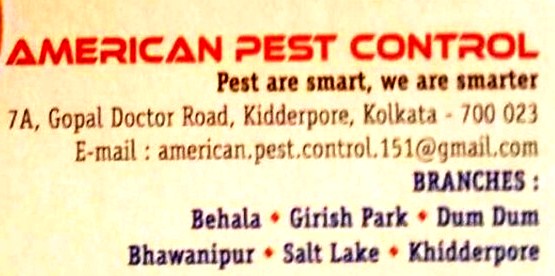 AMERICAN PEST CONTROL
Pest are smart, we are smarter
7A, Gopal Doctor Road, Kidderpore, Kolkata - 700 023
E-mail : american.pest.control.151@gmail.com
BRANCHES :
Behala • Girish Park • Dum Dum
Bhawanipur • Salt Lake • Khidderpore